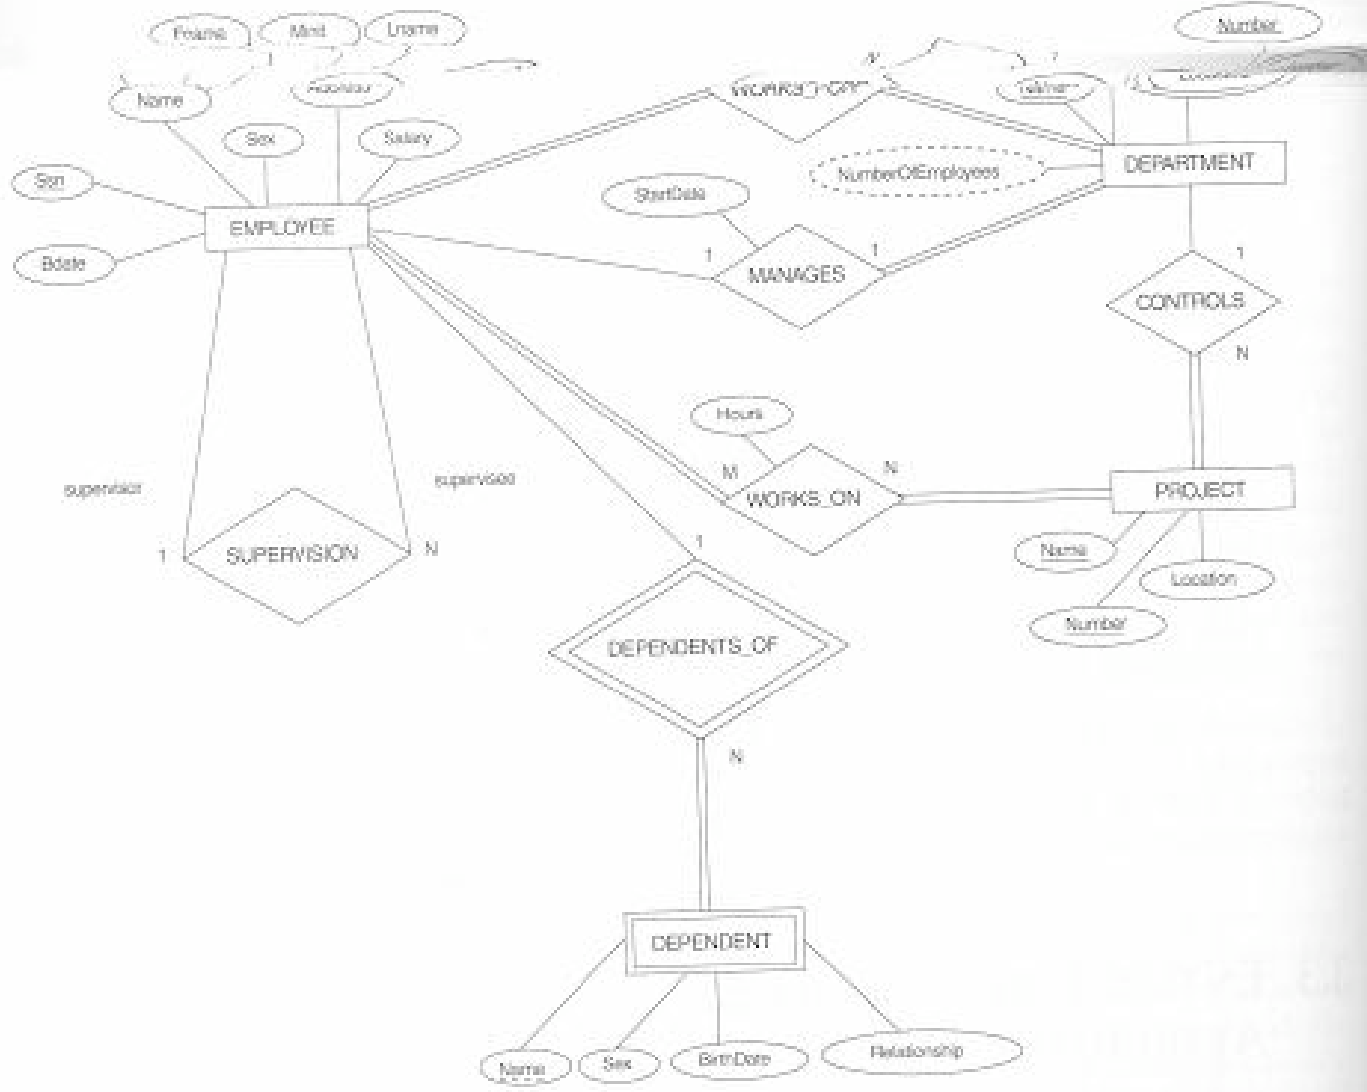 Fname
Minit
Lname
Number
Name
Address
N
WORKS_FOR
Name
Sex
Salary
NumberOfEmployees
DEPARTMENT
Ssn
StartDate
EMPLOYEE
Bdate
1
MANAGES
1
1
CONTROLS
N
Hours
M
WORKS_ON
N
PROJECT
supervisor
supervisee
Name
Location
Number
1
SUPERVISION
N
1
DEPENDENTS_OF
N
DEPENDENT
Name
Sex
BirthDate
Relationship